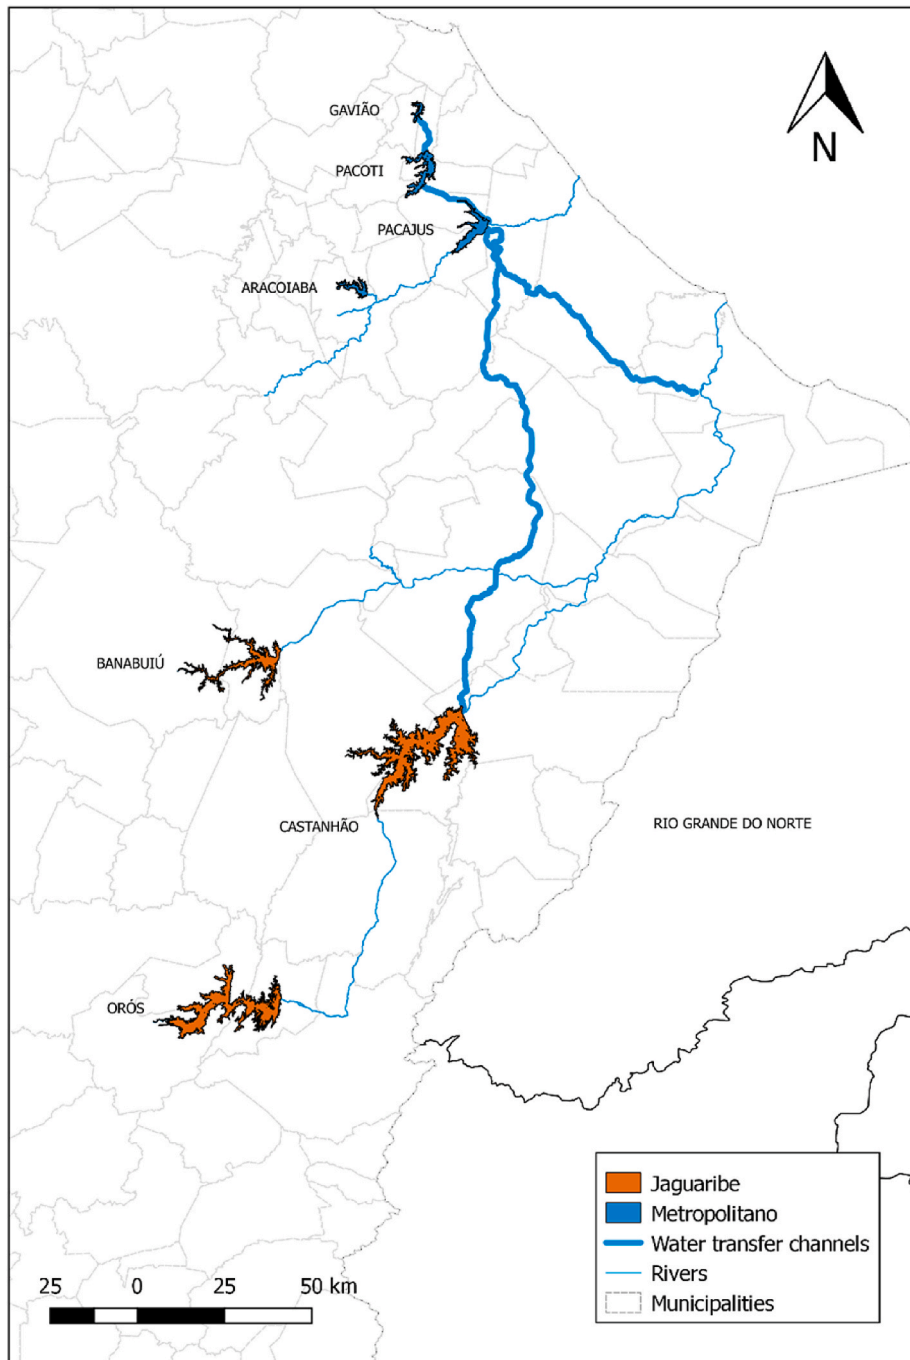 GAVIÃO
PACOTI
N
PACAJUS
ARACOIABA
BANABUIÚ
CASTANHÃO
RIO GRANDE DO NORTE
ORÓS
Jaguaribe
Metropolitano
Water transfer channels
Rivers
Municipalities
25 0 25 50 km